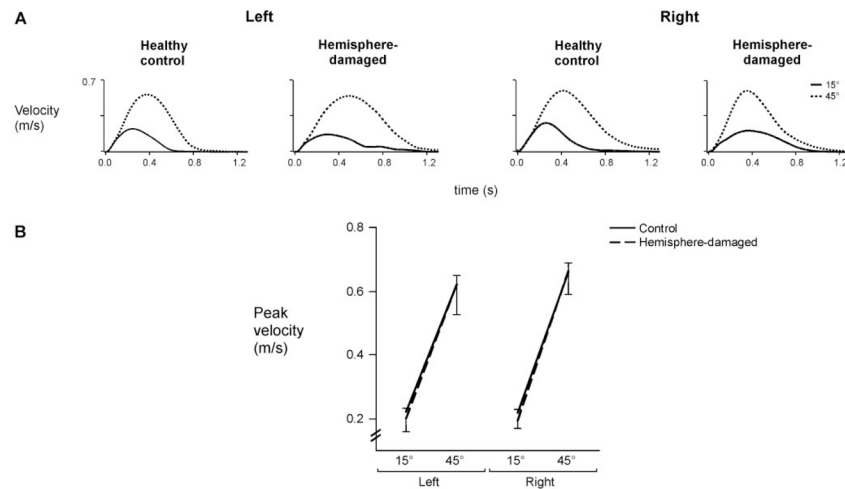 A
Left
Right
Healthy
control
Hemisphere-
damaged
Healthy
control
Hemisphere-
damaged
0.7
Velocity
(m/s)
15°
45°
0.0 0.4 0.8 1.2
0.0 0.4 0.8 1.2
0.0 0.4 0.8 1.2
0.0 0.4 0.8 1.2
time (s)
B
Control
Hemisphere-damaged
Peak
velocity
(m/s)
0.8
0.6
0.4
0.2
15° 45° 15° 45°
Left Right